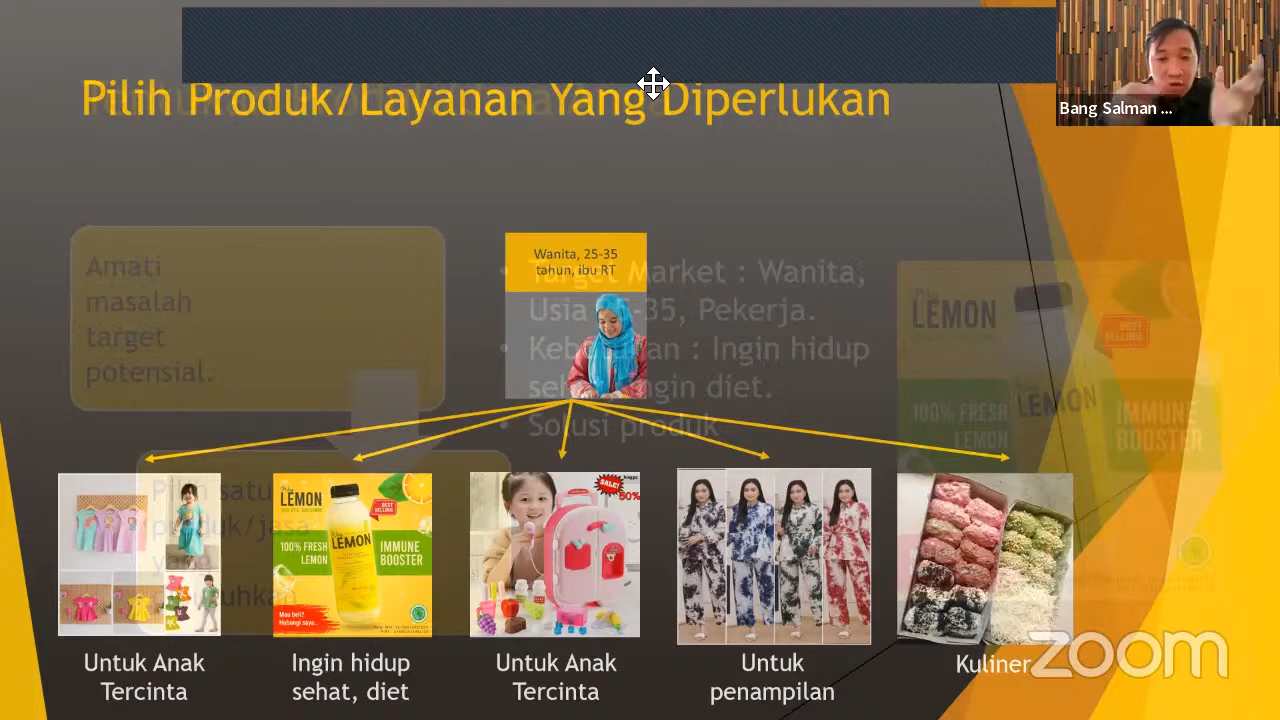 Bang Salman ...
Pilih Produk/Layanan Yang Diperlukan
Wanita, 25-35
tahun, ibu RT
Amati
masalah
target
potensial.
Target Market : Wanita,
Usia 25-35, Pekerja.
Kebutuhan : Ingin hidup
sehat, ingin diet.
Solusi produk
LEMON
100% FRESH
LEMON
LEMON
IMMUNE
BOOSTER
Pilih satu
produk/jasa
yang
LEMON
BEST
SELLING
LEMON
100% FRESH
LEMON
IMMUNE
BOOSTER
Mau beli?
Hubungi saya...
SALE!
50%
Untuk Anak
Tercinta
Ingin hidup
sehat, diet
Untuk Anak
Tercinta
Untuk
penampilan
Kuliner
zoom